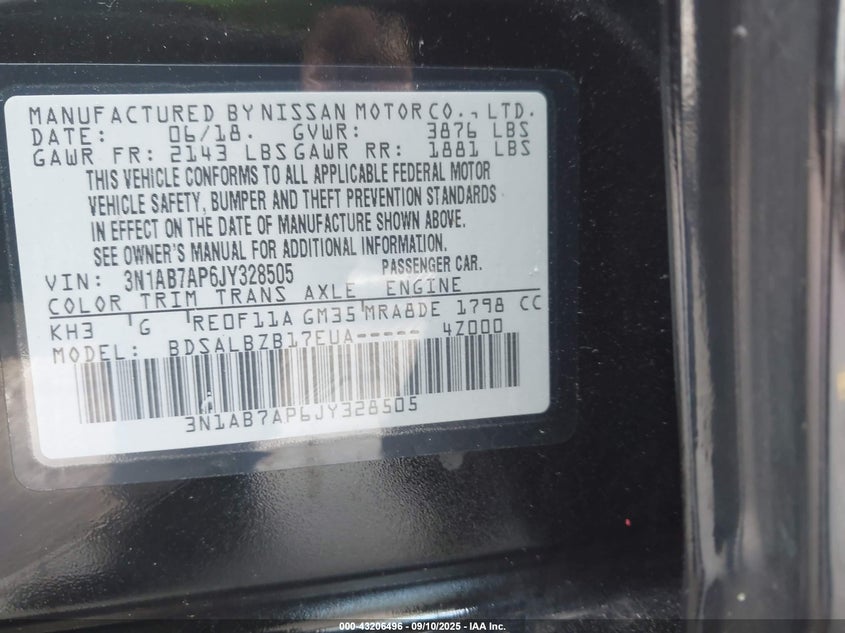 MANUFACTURED BY NISSAN MOTOR CO., LTD.
DATE: 06/18. GVWR: 3876 LBS
GAWR FR: 2143 LBS GAWR RR: 1881 LBS
THIS VEHICLE CONFORMS TO ALL APPLICABLE FEDERAL MOTOR
VEHICLE SAFETY, BUMPER AND THEFT PREVENTION STANDARDS
IN EFFECT ON THE DATE OF MANUFACTURE SHOWN ABOVE.
SEE OWNER'S MANUAL FOR ADDITIONAL INFORMATION.
VIN: 3N1AB7AP6JY328505 PASSENGER CAR.
COLOR TRIM TRANS AXLE ENGINE
KH3 G RE0F11A GM35 MRA8DE 1798 CC
MODEL: BDSALBZB17EUA----- 4Z000
3N1AB7AP6JY328505
000-43206496 - 09/10/2025 - IAA Inc.